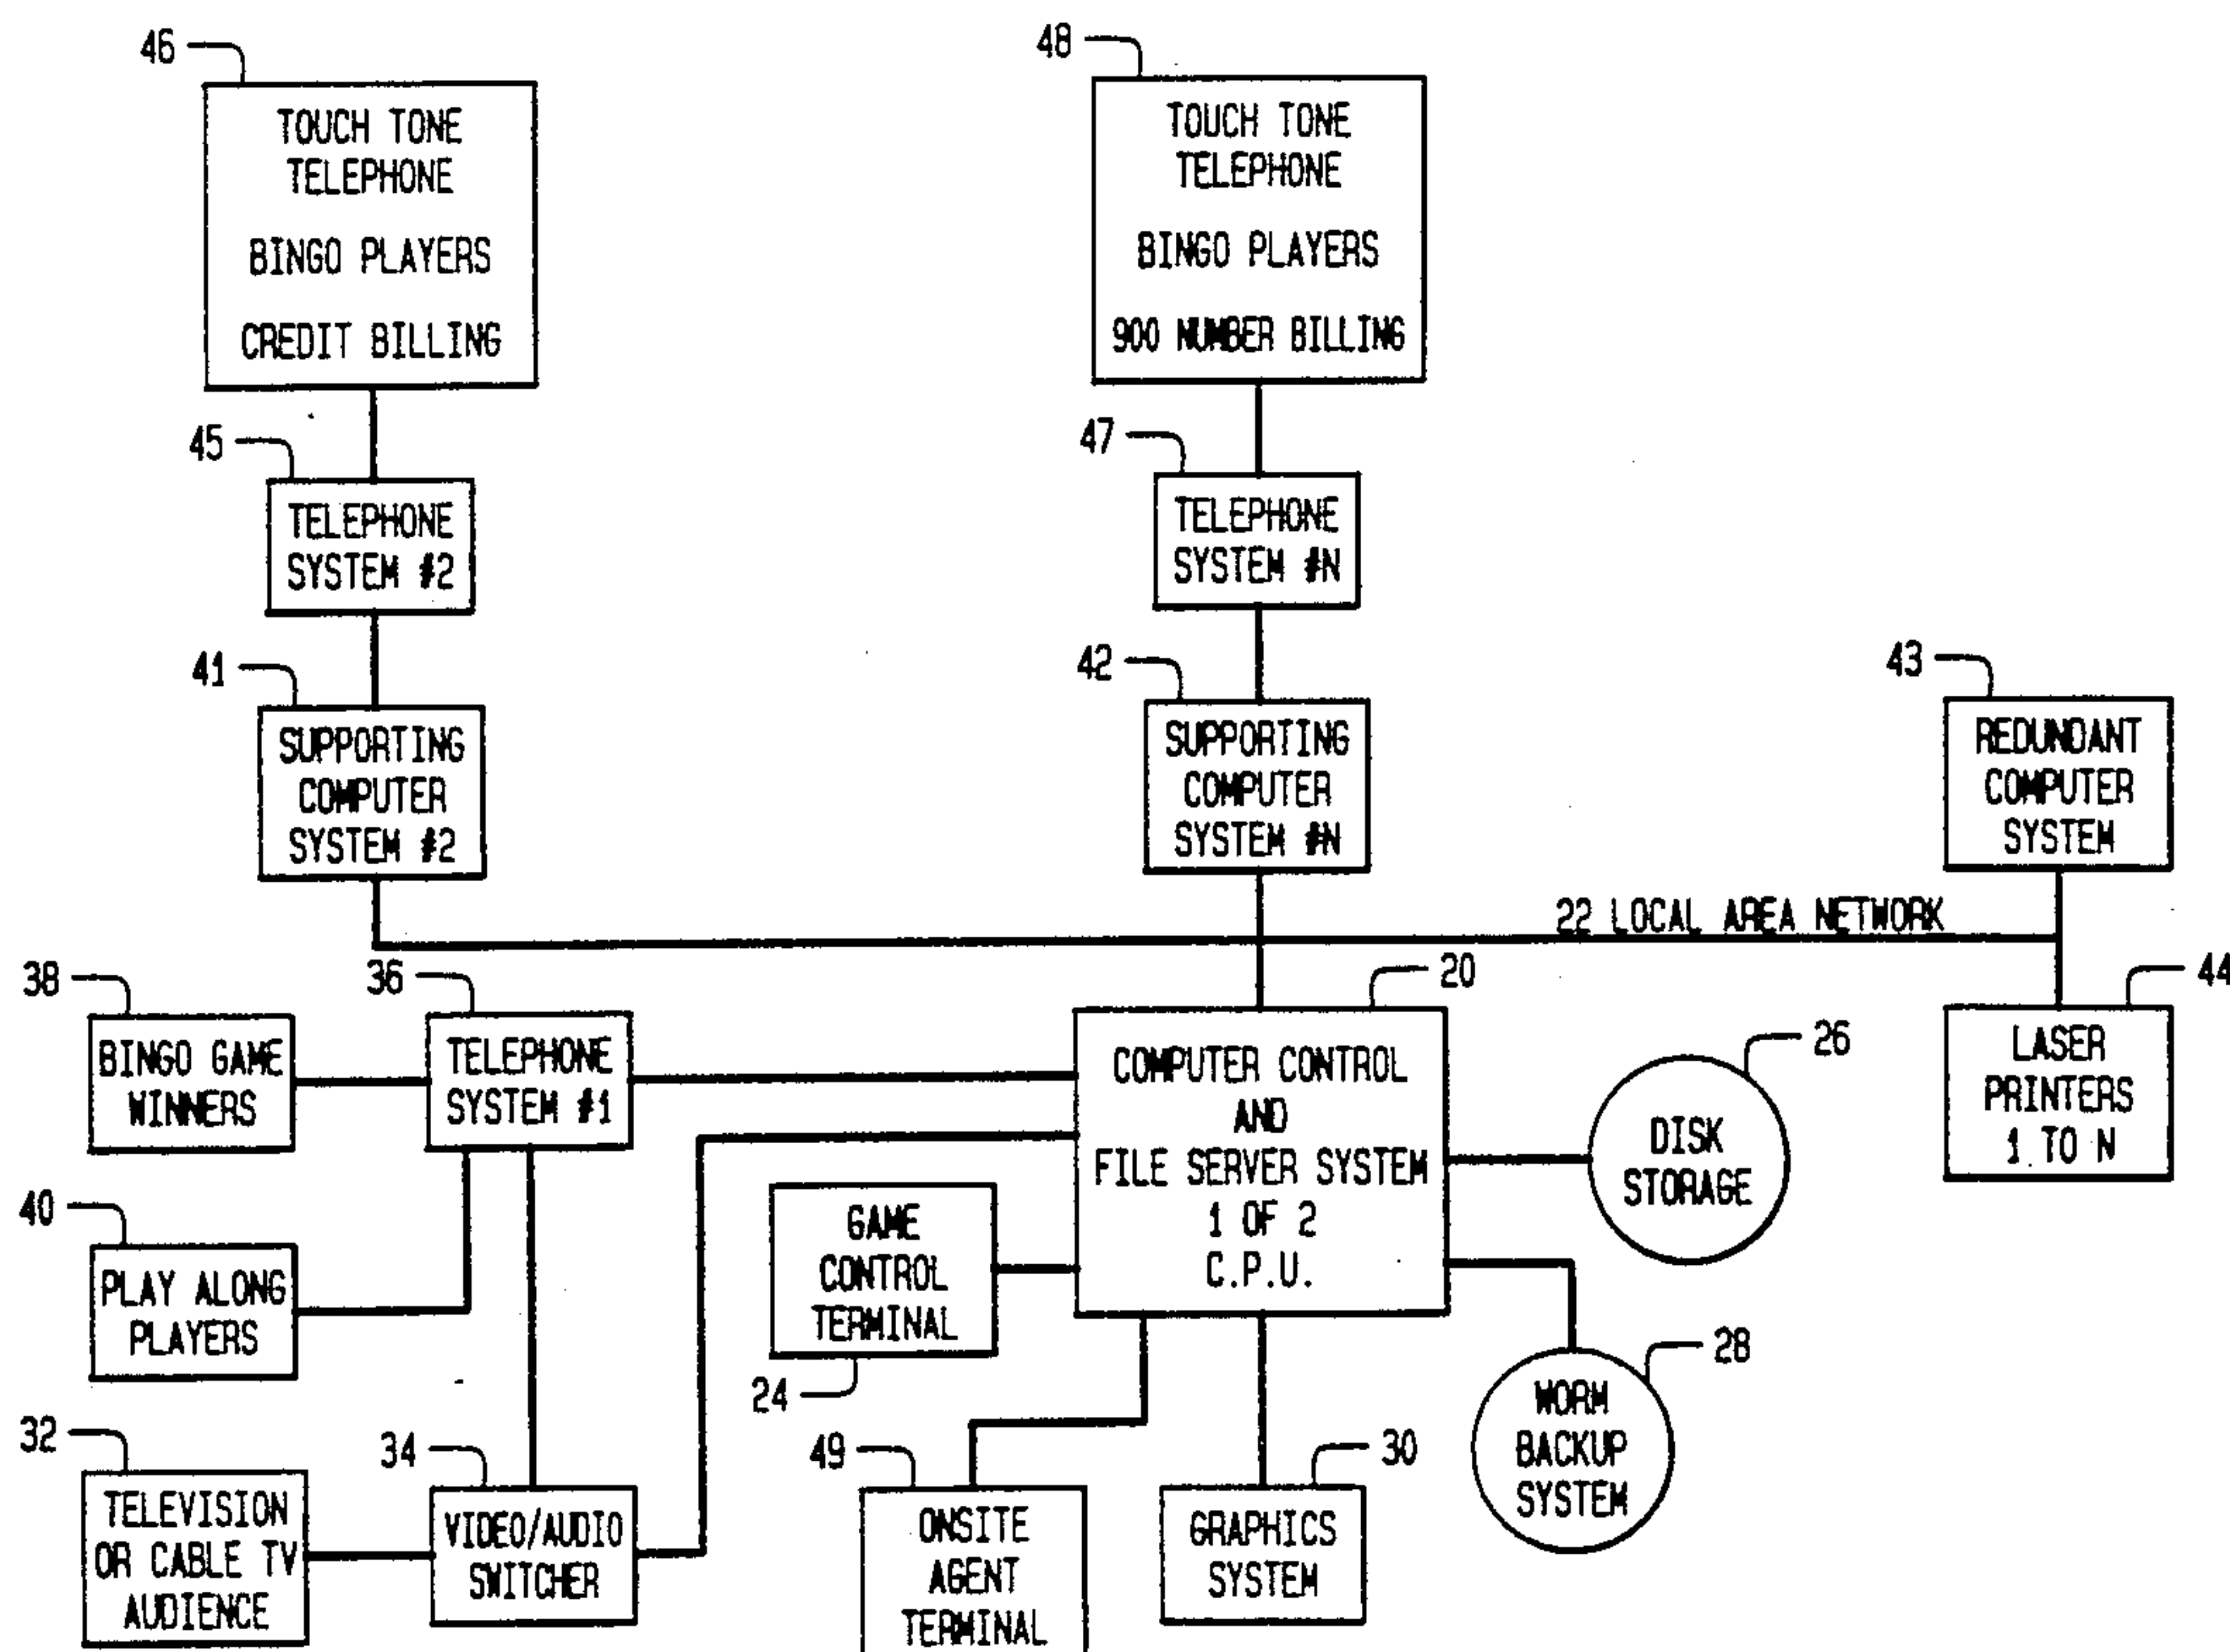 46
TOUCH TONE
TELEPHONE
BINGO PLAYERS
CREDIT BILLING
48
TOUCH TONE
TELEPHONE
BINGO PLAYERS
900 NUMBER BILLING
45
TELEPHONE
SYSTEM #2
47
TELEPHONE
SYSTEM #N
41
SUPPORTING
COMPUTER
SYSTEM #2
42
SUPPORTING
COMPUTER
SYSTEM #N
43
REDUNDANT
COMPUTER
SYSTEM
22 LOCAL AREA NETWORK
38
BINGO GAME
WINNERS
36
TELEPHONE
SYSTEM #1
20
COMPUTER CONTROL
AND
FILE SERVER SYSTEM
1 OF 2
C.P.U.
26
DISK
STORAGE
44
LASER
PRINTERS
1 TO N
40
PLAY ALONG
PLAYERS
GAME
CONTROL
TERMINAL
24
28
WORM
BACKUP
SYSTEM
32
TELEVISION
OR CABLE TV
AUDIENCE
34
VIDEO/AUDIO
SWITCHER
49
ONSITE
AGENT
TERMINAL
30
GRAPHICS
SYSTEM